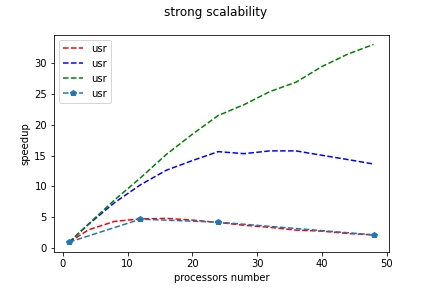 strong scalability
usr
usr
usr
usr
30
25
20
15
10
5
0
speedup
0 10 20 30 40 50
processors number